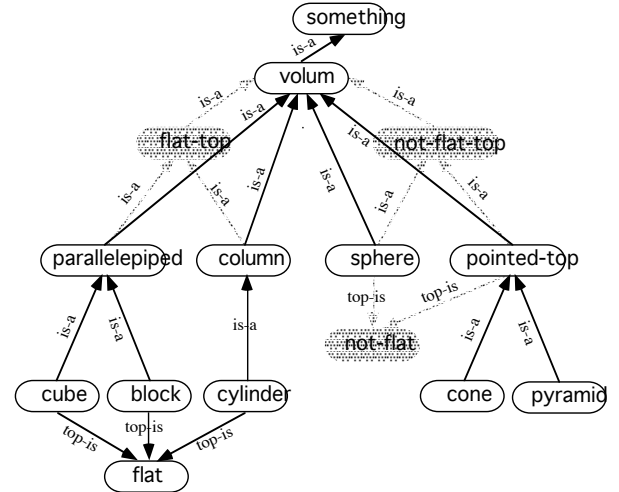 something
is-a
volum
is-a
is-a
is-a
is-a
flat-top
not-flat-top
is-a
is-a
is-a
is-a
is-a
is-a
parallelepiped
column
sphere
pointed-top
top-is
top-is
is-a
is-a
is-a
is-a
is-a
not-flat
cube
block
cylinder
cone
pyramid
top-is
top-is
top-is
flat